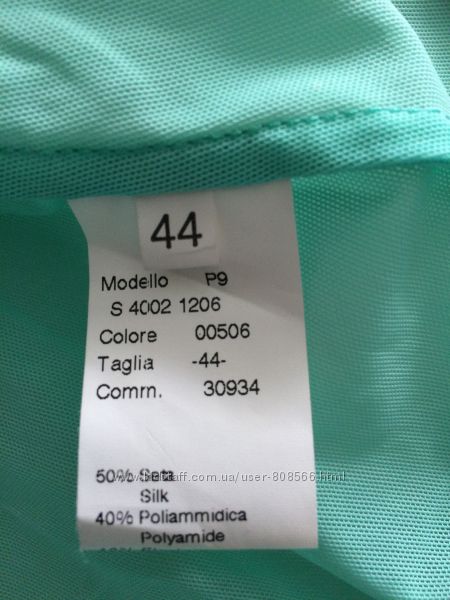 44
Modello P9
S 4002 1206
Colore 00506
Taglia -44-
Comm. 30934
50% Seta
Silk
40% Poliammidica
Polyamide